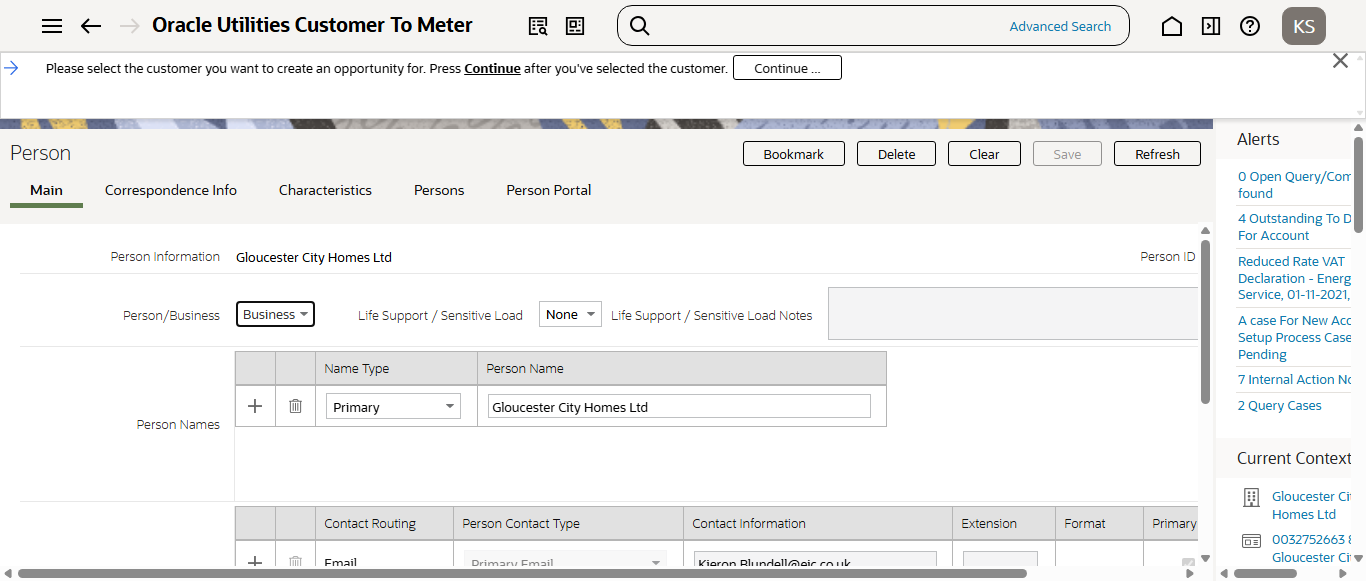 Oracle Utilities Customer To Meter
Advanced Search
KS
Please select the customer you want to create an opportunity for. Press Continue after you've selected the customer. Continue ...
Person
Bookmark Delete Clear Save Refresh
Main Correspondence Info Characteristics Persons Person Portal
Person Information Gloucester City Homes Ltd Person ID
Person/Business Business Life Support / Sensitive Load None Life Support / Sensitive Load Notes
Name Type Person Name
Primary Gloucester City Homes Ltd
Person Names
Contact Routing Person Contact Type Contact Information Extension Format Primary
Email Primary Email Kieron.Blundell@eic.co.uk
Alerts
0 Open Query/Com
found
4 Outstanding To D
For Account
Reduced Rate VAT
Declaration - Energ
Service, 01-11-2021,
A case For New Acc
Setup Process Case
Pending
7 Internal Action No
2 Query Cases
Current Context
Gloucester Cit
Homes Ltd
0032752663 8
Gloucester Cit